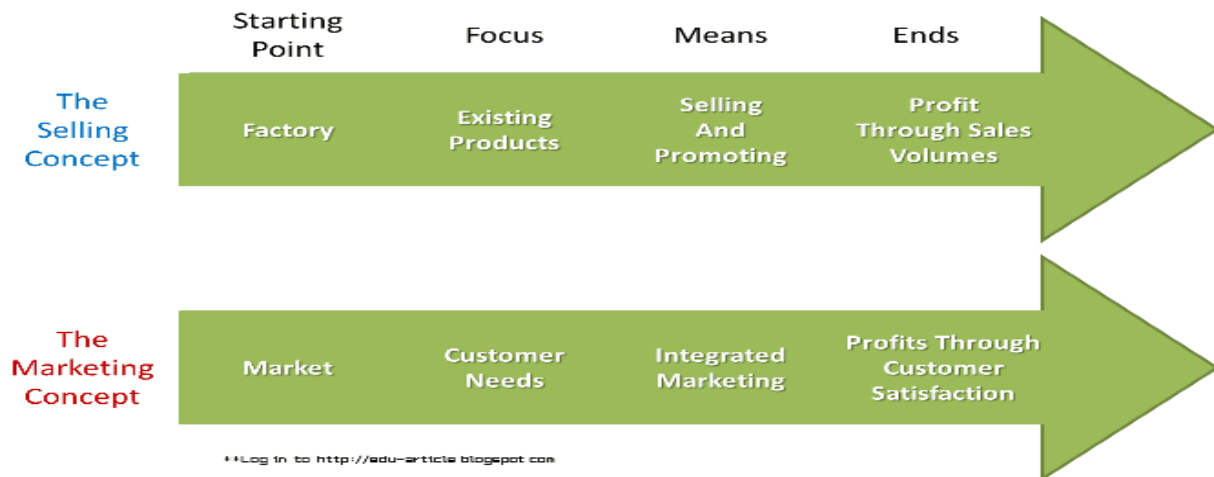 Starting
Point
Focus
Means
Ends
The
Selling
Concept
Factory
Existing
Products
Selling
And
Promoting
Profit
Through Sales
Volumes
The
Marketing
Concept
Market
Customer
Needs
Integrated
Marketing
Profits Through
Customer
Satisfaction
**Log in to http://edu-article.blogspot.com